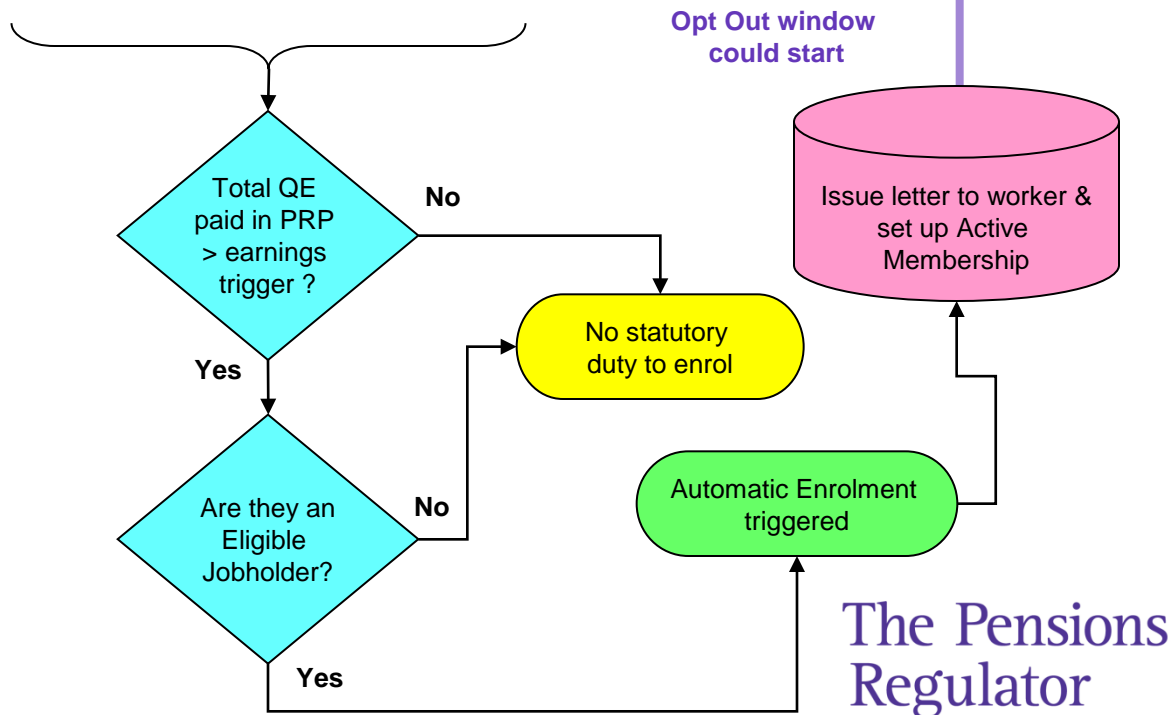 Opt Out window
could start
Total QE
paid in PRP
> earnings
trigger ?
No
Issue letter to worker &
set up Active
Membership
No statutory
duty to enrol
Yes
Are they an
Eligible
Jobholder?
No
Automatic Enrolment
triggered
Yes
The Pensions
Regulator